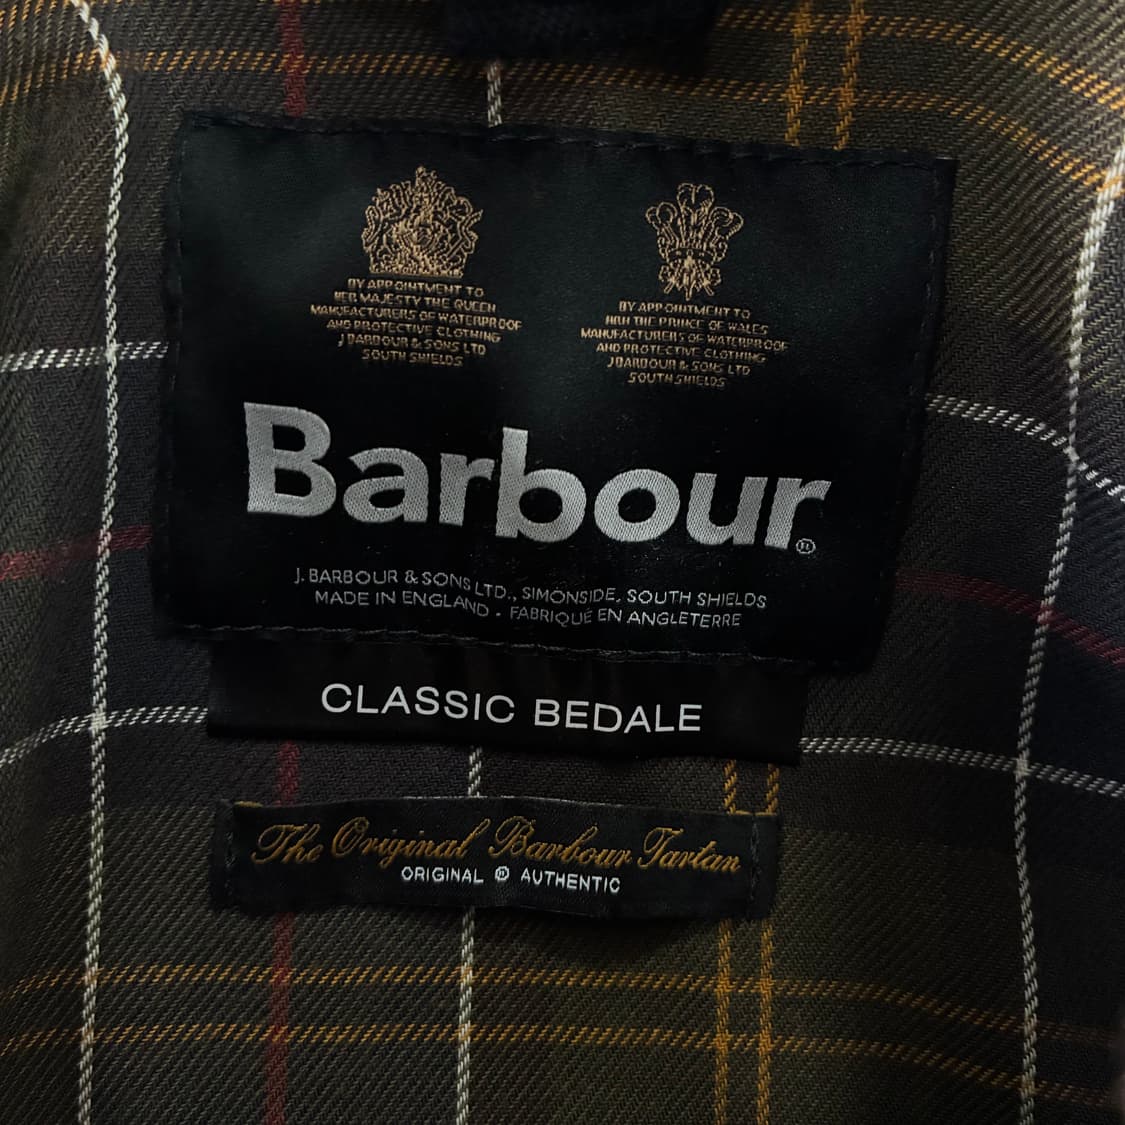 BY APPOINTMENT TO
HER MAJESTY THE QUEEN
MANUFACTURERS OF WATERPROOF
AND PROTECTIVE CLOTHING
J BARBOUR & SONS LTD
SOUTH SHIELDS
BY APPOINTMENT TO
HRH THE PRINCE OF WALES
MANUFACTURERS OF WATERPROOF
AND PROTECTIVE CLOTHING
J BARBOUR & SONS LTD
SOUTH SHIELDS
Barbour®
J. BARBOUR & SONS LTD., SIMONSIDE, SOUTH SHIELDS
MADE IN ENGLAND • FABRIQUÉ EN ANGLETERRE
CLASSIC BEDALE
The Original Barbour Tartan
ORIGINAL ® AUTHENTIC